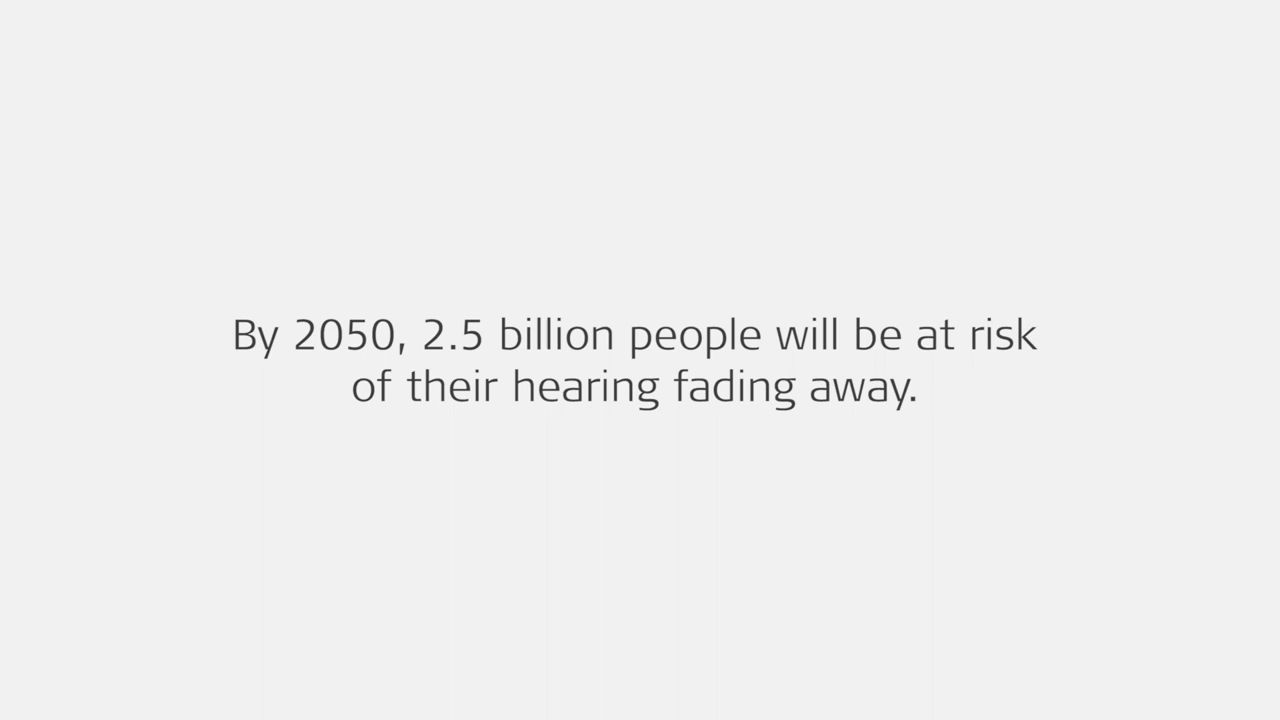 By 2050, 2.5 billion people will be at risk
of their hearing fading away.